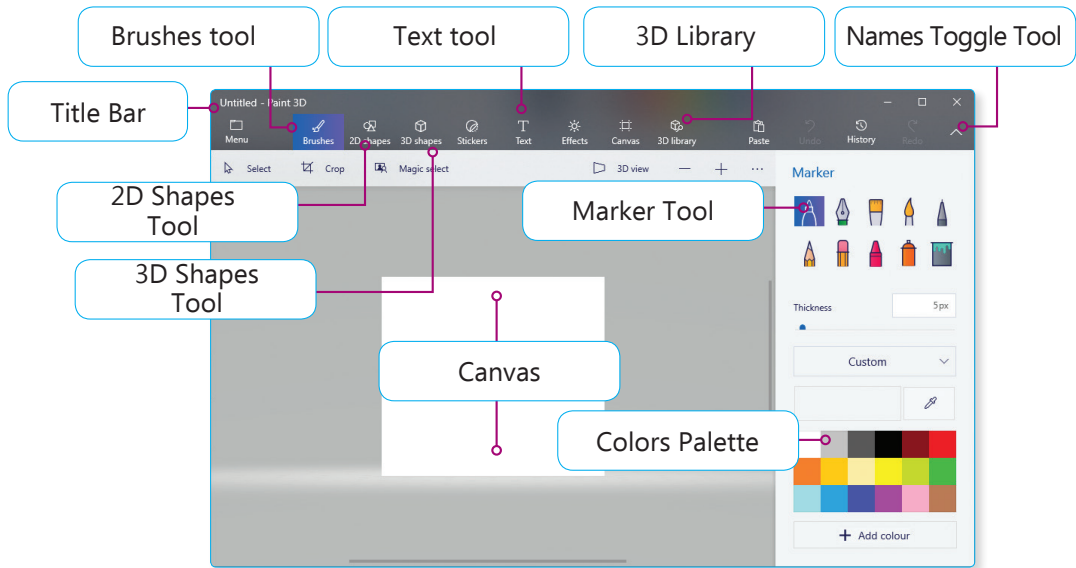 Brushes tool
Text tool
3D Library
Names Toggle Tool
Title Bar
Untitled - Paint 3D
Menu
Brushes
2D shapes
3D shapes
Stickers
Text
Effects
Canvas
3D library
Paste
Undo
History
Redo
Select
Crop
Magic select
3D view
Marker
2D Shapes
Tool
Marker Tool
3D Shapes
Tool
Thickness
5px
Canvas
Custom
Colors Palette
Add colour